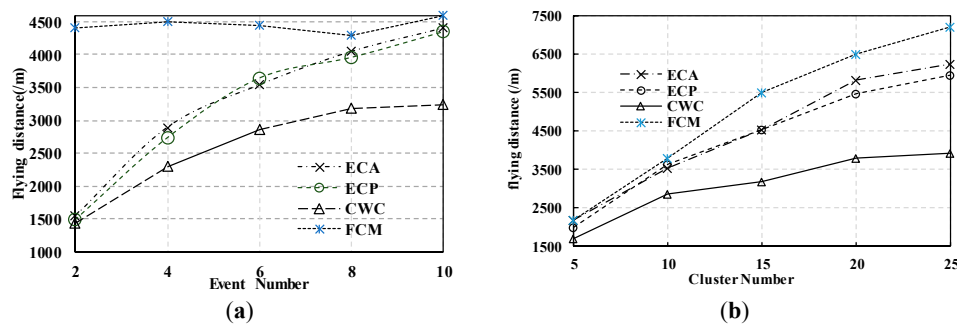 4500
4000
3500
3000
2500
2000
1500
1000
Flying distance(/m)
ECA
ECP
CWC
FCM
2 4 6 8 10
Event Number
(a)
7500
6500
5500
4500
3500
2500
1500
flying distance (/m)
ECA
ECP
CWC
FCM
5 10 15 20 25
Cluster Number
(b)